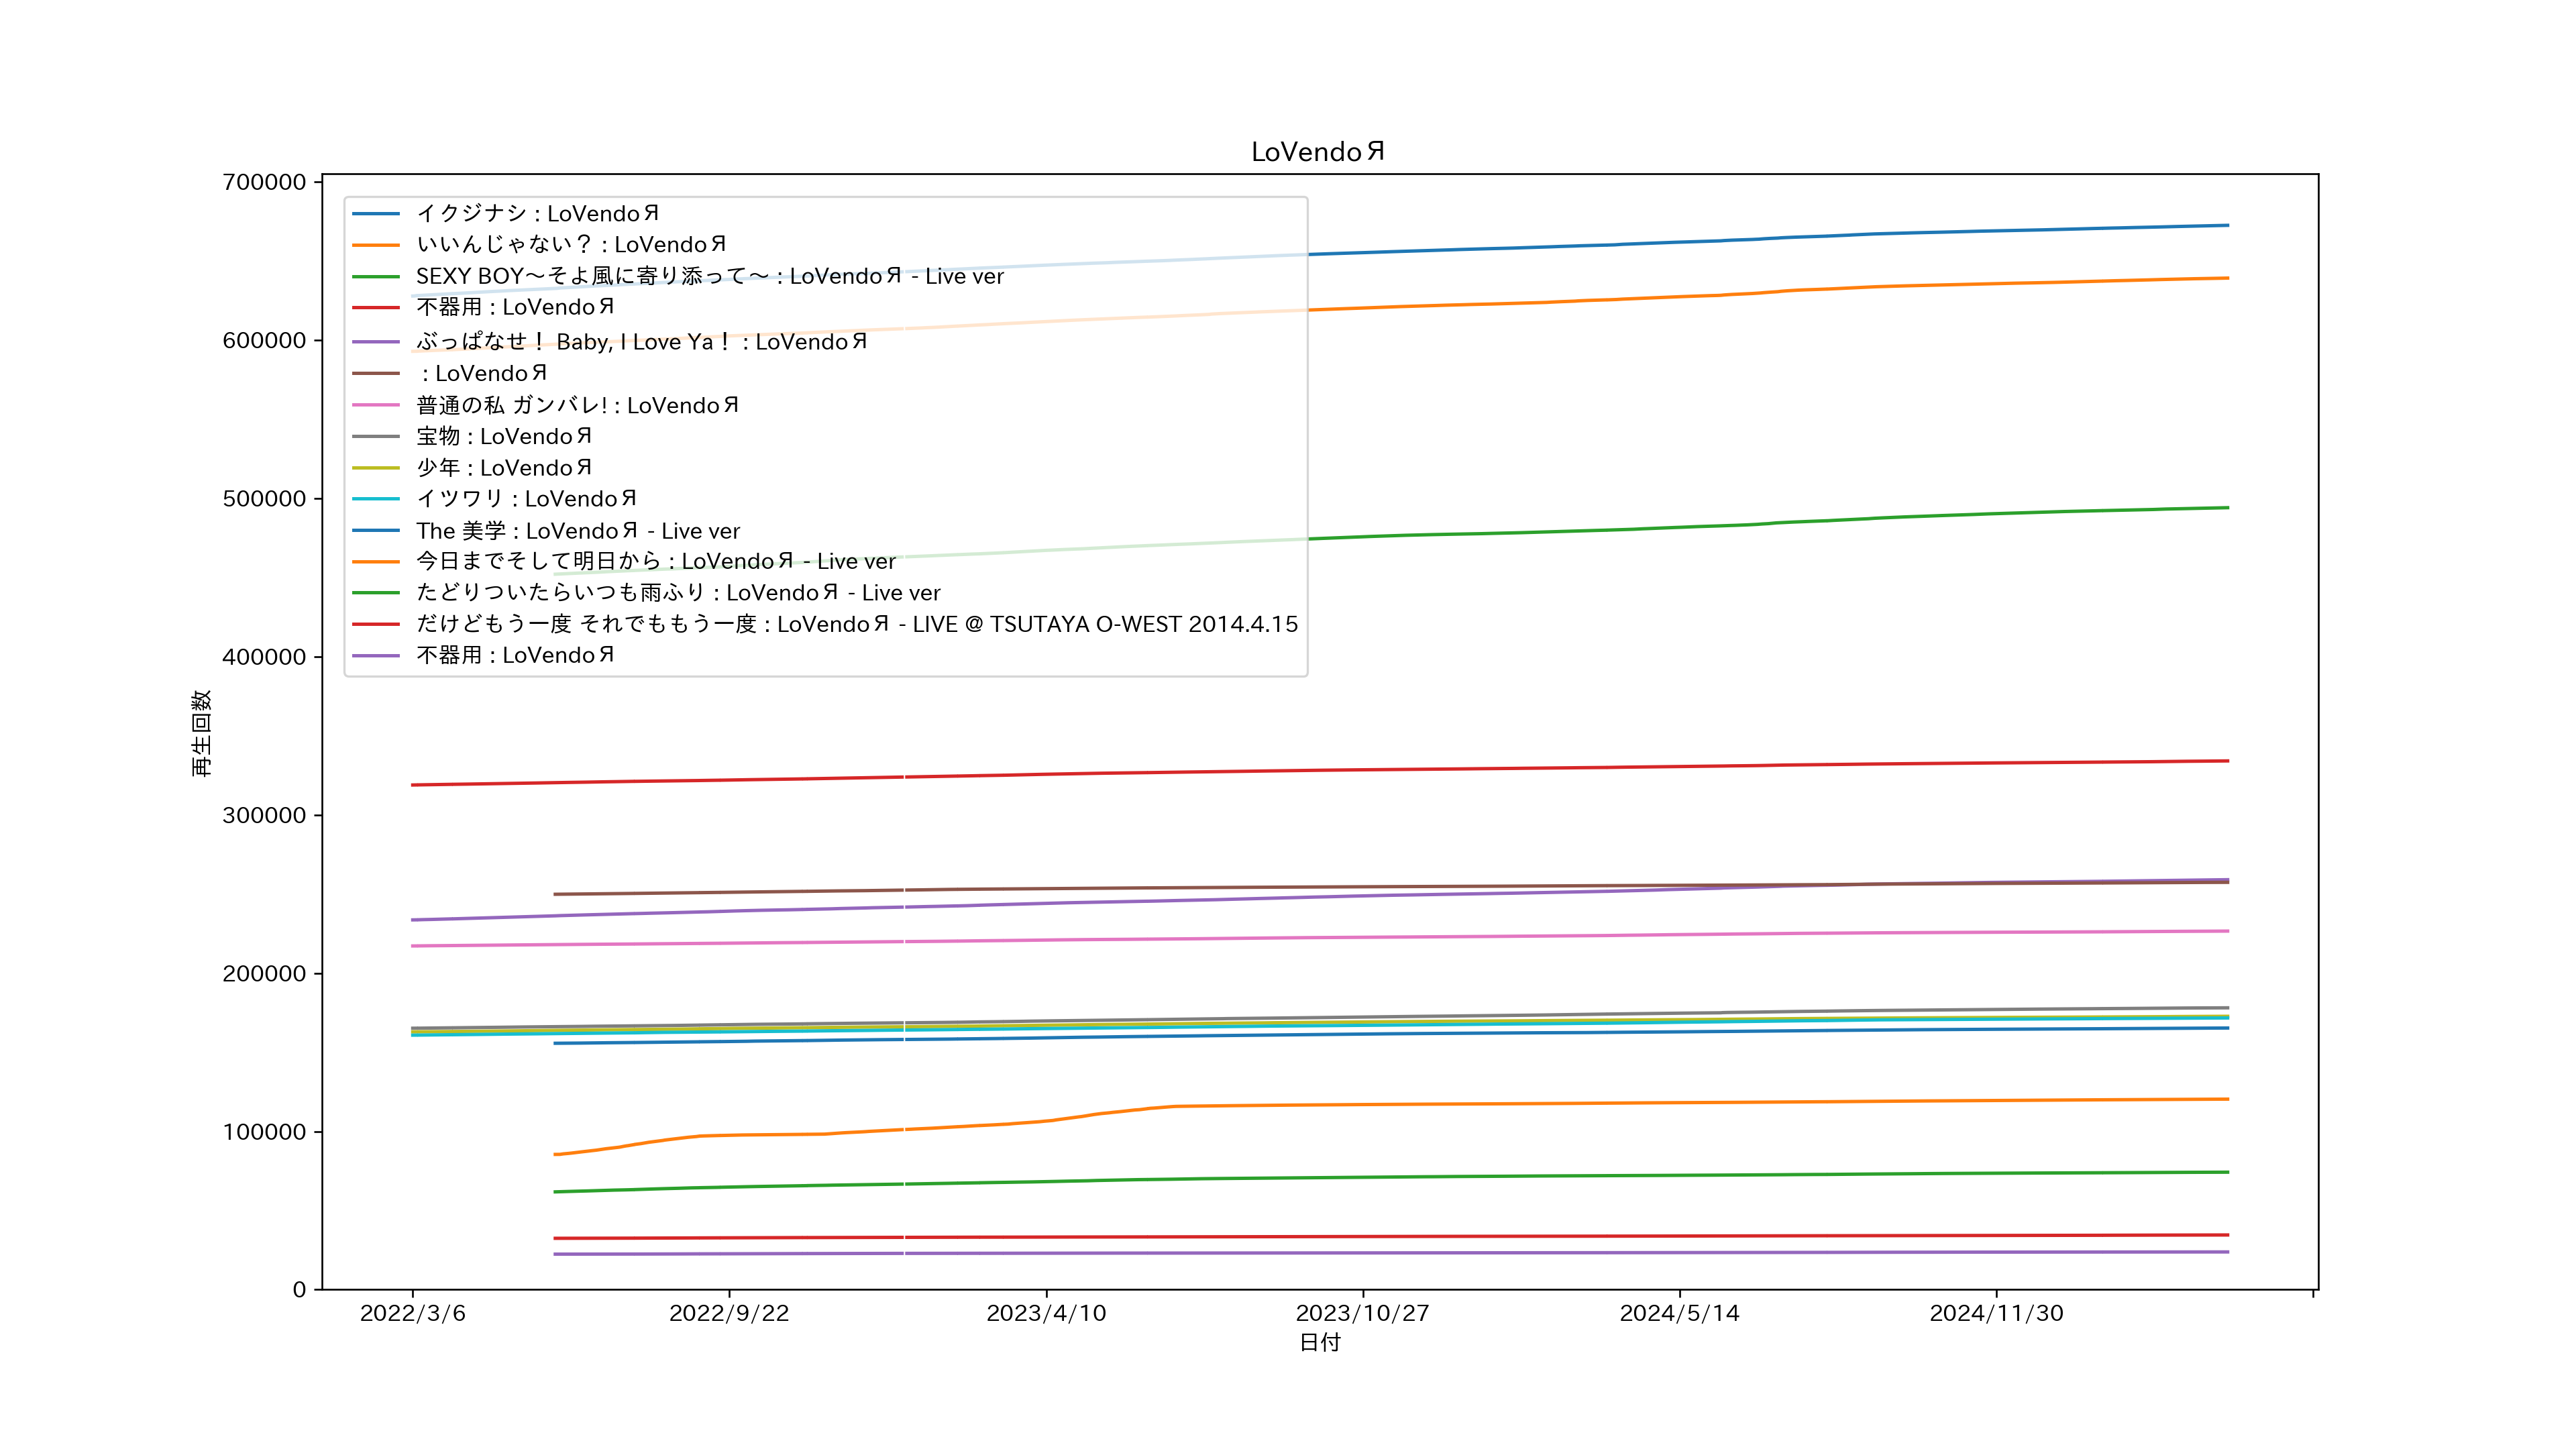 LoVendoЯ
700000
600000
500000
400000
300000
200000
100000
0
再生回数
イクジナシ : LoVendoЯ
いいんじゃない？ : LoVendoЯ
SEXY BOY～そよ風に寄り添って～ : LoVendoЯ - Live ver
不器用 : LoVendoЯ
ぶっぱなせ！ Baby, I Love Ya！ : LoVendoЯ
: LoVendoЯ
普通の私 ガンバレ! : LoVendoЯ
宝物 : LoVendoЯ
少年 : LoVendoЯ
イツワリ : LoVendoЯ
The 美学 : LoVendoЯ - Live ver
今日までそして明日から : LoVendoЯ - Live ver
たどりついたらいつも雨ふり : LoVendoЯ - Live ver
だけどもう一度 それでももう一度 : LoVendoЯ - LIVE @ TSUTAYA O-WEST 2014.4.15
不器用 : LoVendoЯ
2022/3/6 2022/9/22 2023/4/10 2023/10/27 2024/5/14 2024/11/30
日付